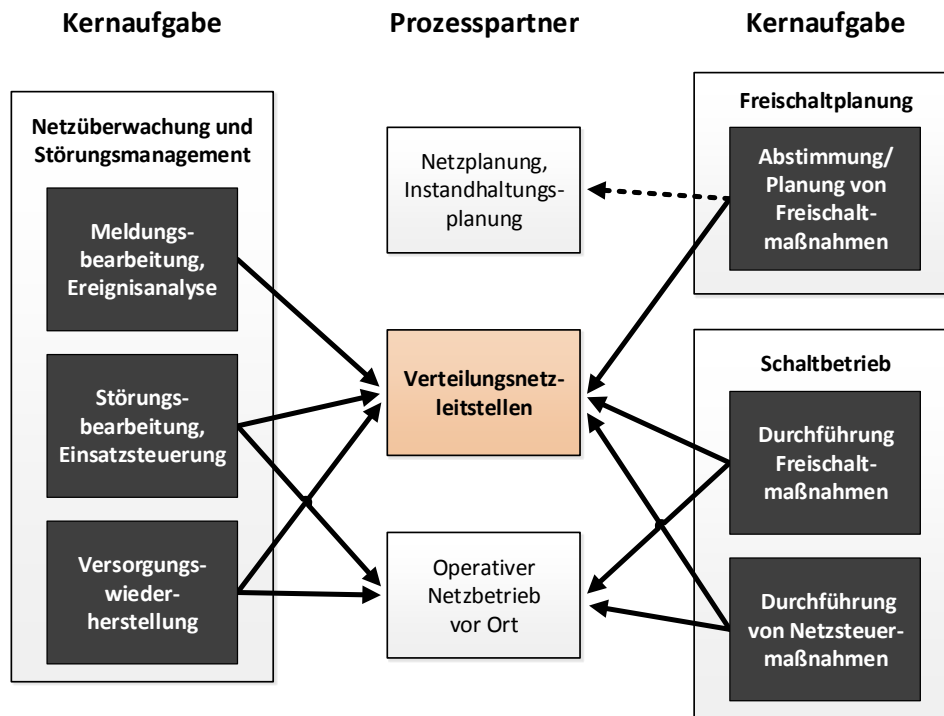 Kernaufgabe
Prozesspartner
Kernaufgabe
Netzüberwachung und
Störungsmanagement
Meldungs-
bearbeitung,
Ereignisanalyse
Störungs-
bearbeitung,
Einsatzsteuerung
Versorgungs-
wieder-
herstellung
Netzplanung,
Instandhaltungs-
planung
Verteilungsnetz-
leitstellen
Operativer
Netzbetrieb
vor Ort
Freischaltplanung
Abstimmung/
Planung von
Freischalt-
maßnahmen
Schaltbetrieb
Durchführung
Freischalt-
maßnahmen
Durchführung
von Netzsteuer-
maßnahmen